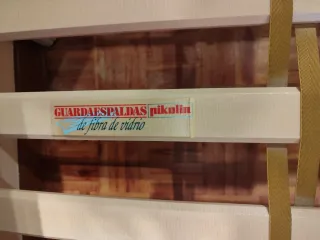 GUARDAESPALDAS pikolin
de fibra de vidrio